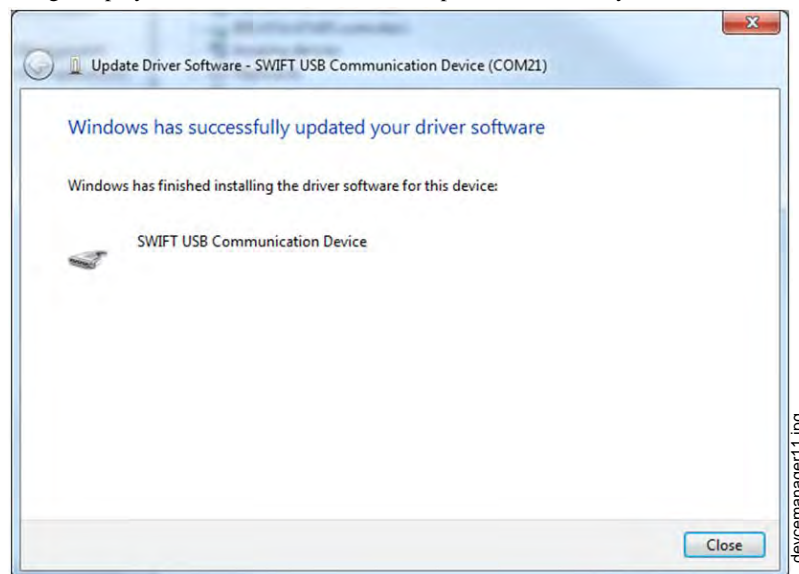 Update Driver Software - SWIFT USB Communication Device (COM21)
Windows has successfully updated your driver software
Windows has finished installing the driver software for this device:
SWIFT USB Communication Device
Close
devcemanager11.jpg